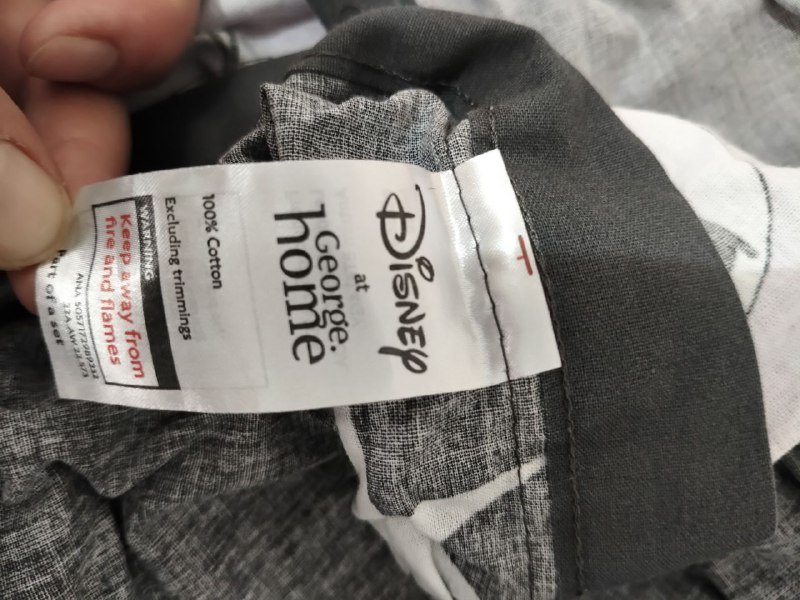 DISNEY
at
George.
home
100% Cotton
Excluding trimmings
WARNING
Keep away from
fire and flames
Part of a set